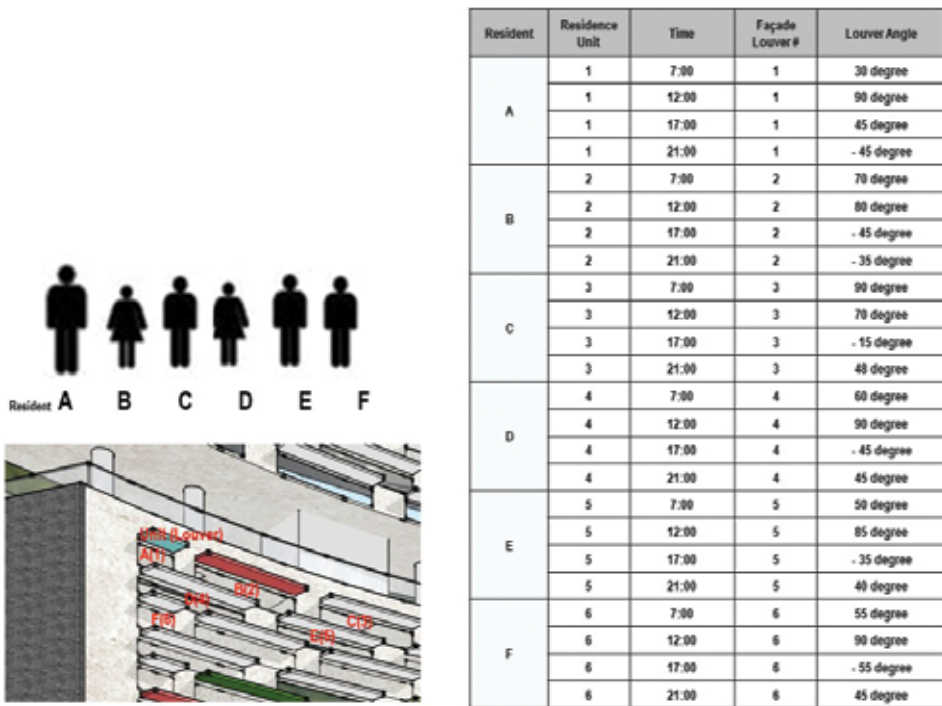 Resident A B C D E F
Unit (Louver)
A(1)
B(2)
D(4)
C(3)
F(6)
E(5)
Resident Residence Unit Time Façade Louver # Louver Angle
A
1 7:00 1 30 degree
1 12:00 1 90 degree
1 17:00 1 45 degree
1 21:00 1 - 45 degree
B
2 7:00 2 70 degree
2 12:00 2 80 degree
2 17:00 2 - 45 degree
2 21:00 2 - 35 degree
C
3 7:00 3 90 degree
3 12:00 3 70 degree
3 17:00 3 - 15 degree
3 21:00 3 48 degree
D
4 7:00 4 60 degree
4 12:00 4 90 degree
4 17:00 4 - 45 degree
4 21:00 4 45 degree
E
5 7:00 5 50 degree
5 12:00 5 85 degree
5 17:00 5 - 35 degree
5 21:00 5 40 degree
F
6 7:00 6 55 degree
6 12:00 6 90 degree
6 17:00 6 - 55 degree
6 21:00 6 45 degree